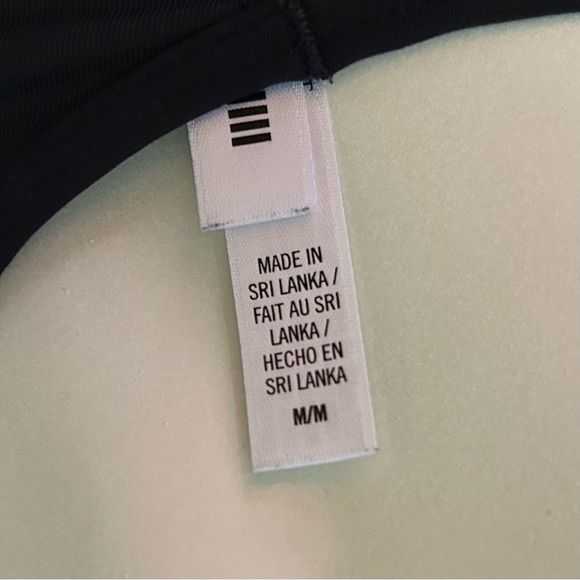 MADE IN
SRI LANKA /
FAIT AU SRI
LANKA /
HECHO EN
SRI LANKA
M/M